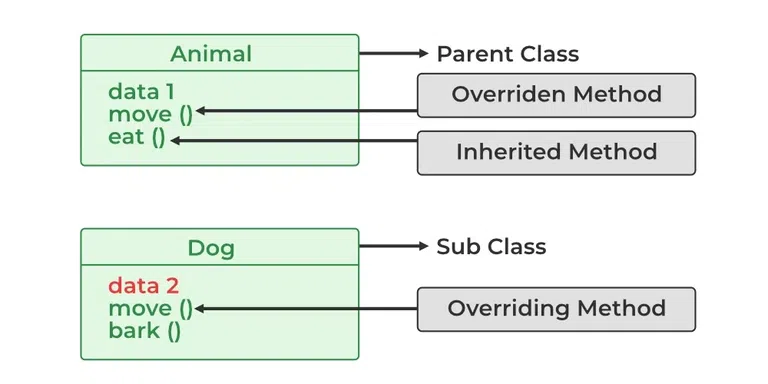 Animal
Parent Class
data 1
move ()
eat ()
Overriden Method
Inherited Method
Dog
Sub Class
data 2
move ()
bark ()
Overriding Method